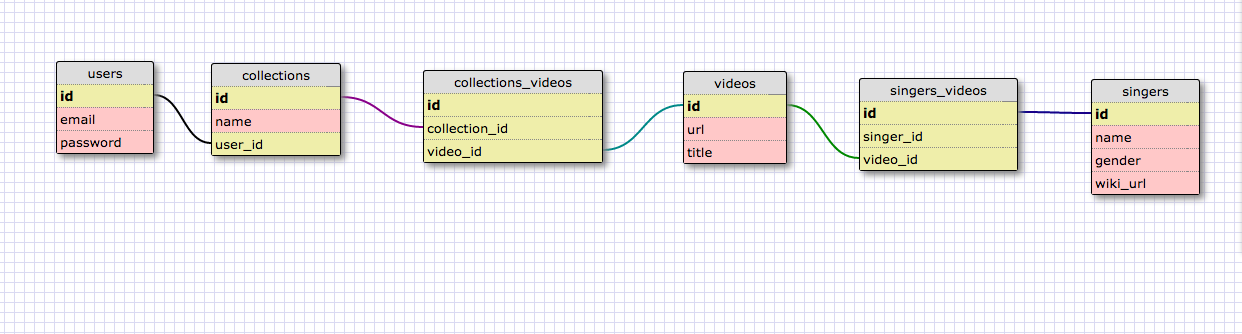 users
id
email
password
collections
id
name
user_id
collections_videos
id
collection_id
video_id
videos
id
url
title
singers_videos
id
singer_id
video_id
singers
id
name
gender
wiki_url